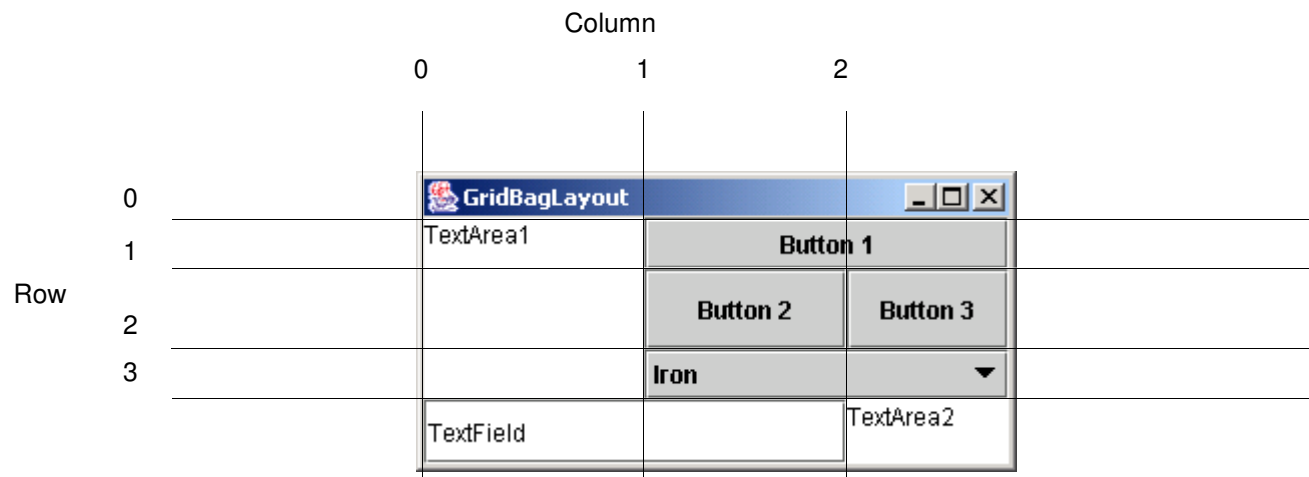 Column
0 1 2
0
GridBagLayout
1
TextArea1
Button 1
Row
2
Button 2
Button 3
3
Iron
TextField
TextArea2